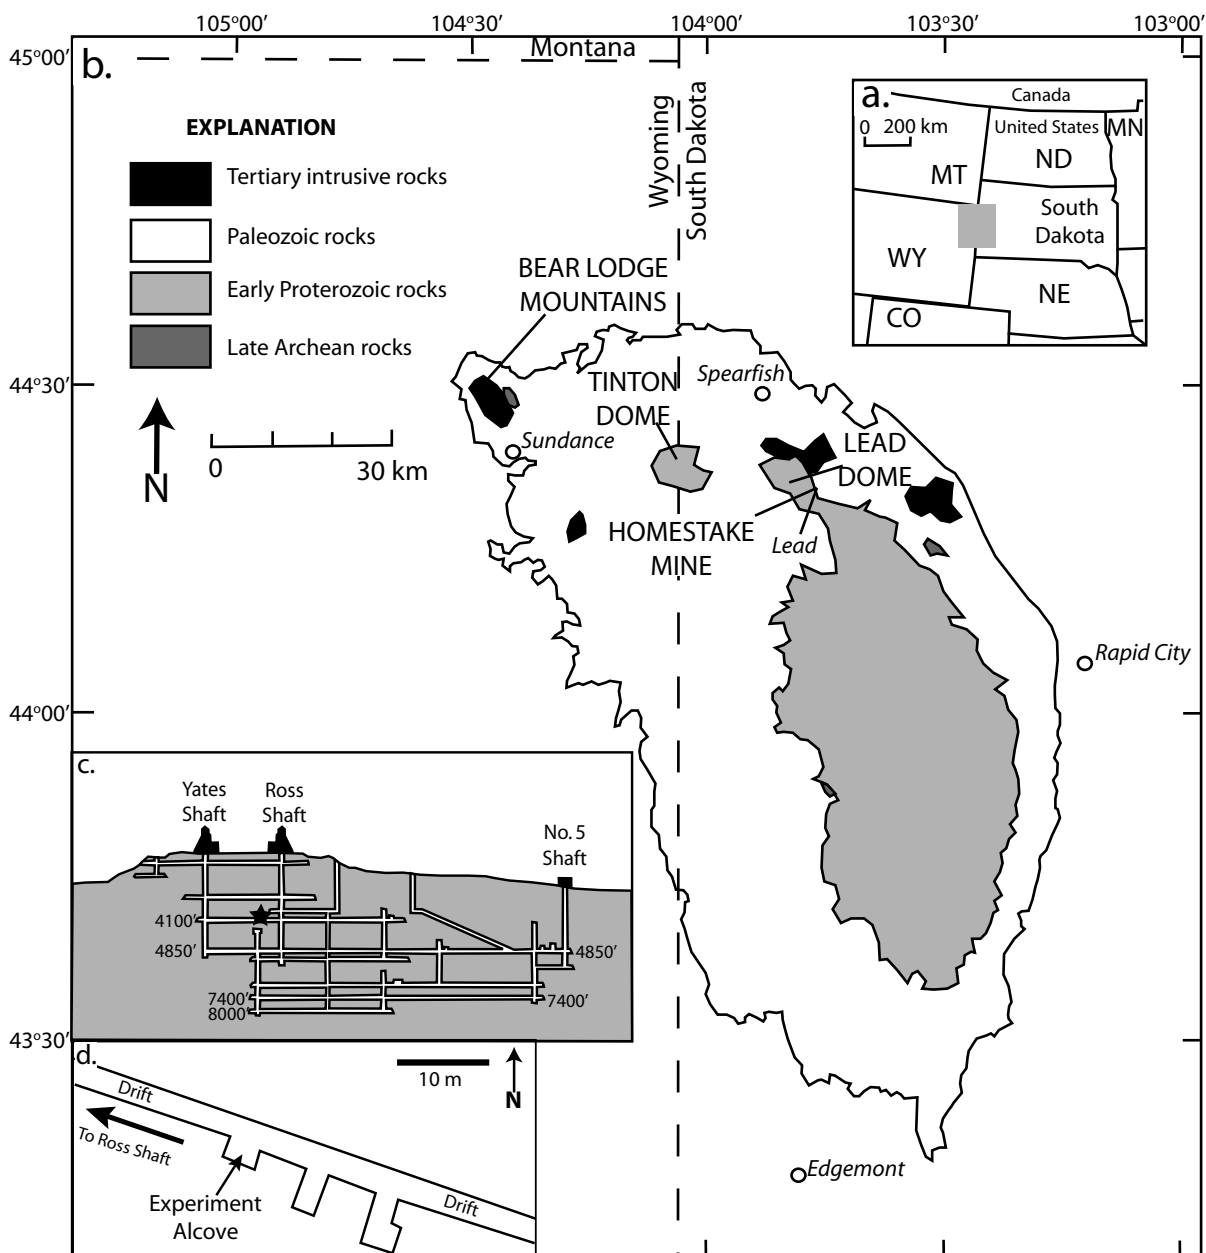 105°00′ 104°30′ 104°00′ 103°30′ 103°00′
45°00′
b.
Montana
Wyoming
South Dakota
EXPLANATION
Tertiary intrusive rocks
Paleozoic rocks
Early Proterozoic rocks
Late Archean rocks
N
0 30 km
a.
Canada
0 200 km
United States
MN
ND
MT
South
Dakota
WY
NE
CO
BEAR LODGE
MOUNTAINS
44°30′
TINTON
DOME
Spearfish
Sundance
LEAD
DOME
HOMESTAKE
MINE
Lead
Rapid City
44°00′
c.
Yates
Shaft
Ross
Shaft
No. 5
Shaft
4100′
4850′
4850′
7400′
7400′
8000′
43°30′
d.
10 m
N
Drift
To Ross Shaft
Experiment
Alcove
Drift
Edgemont